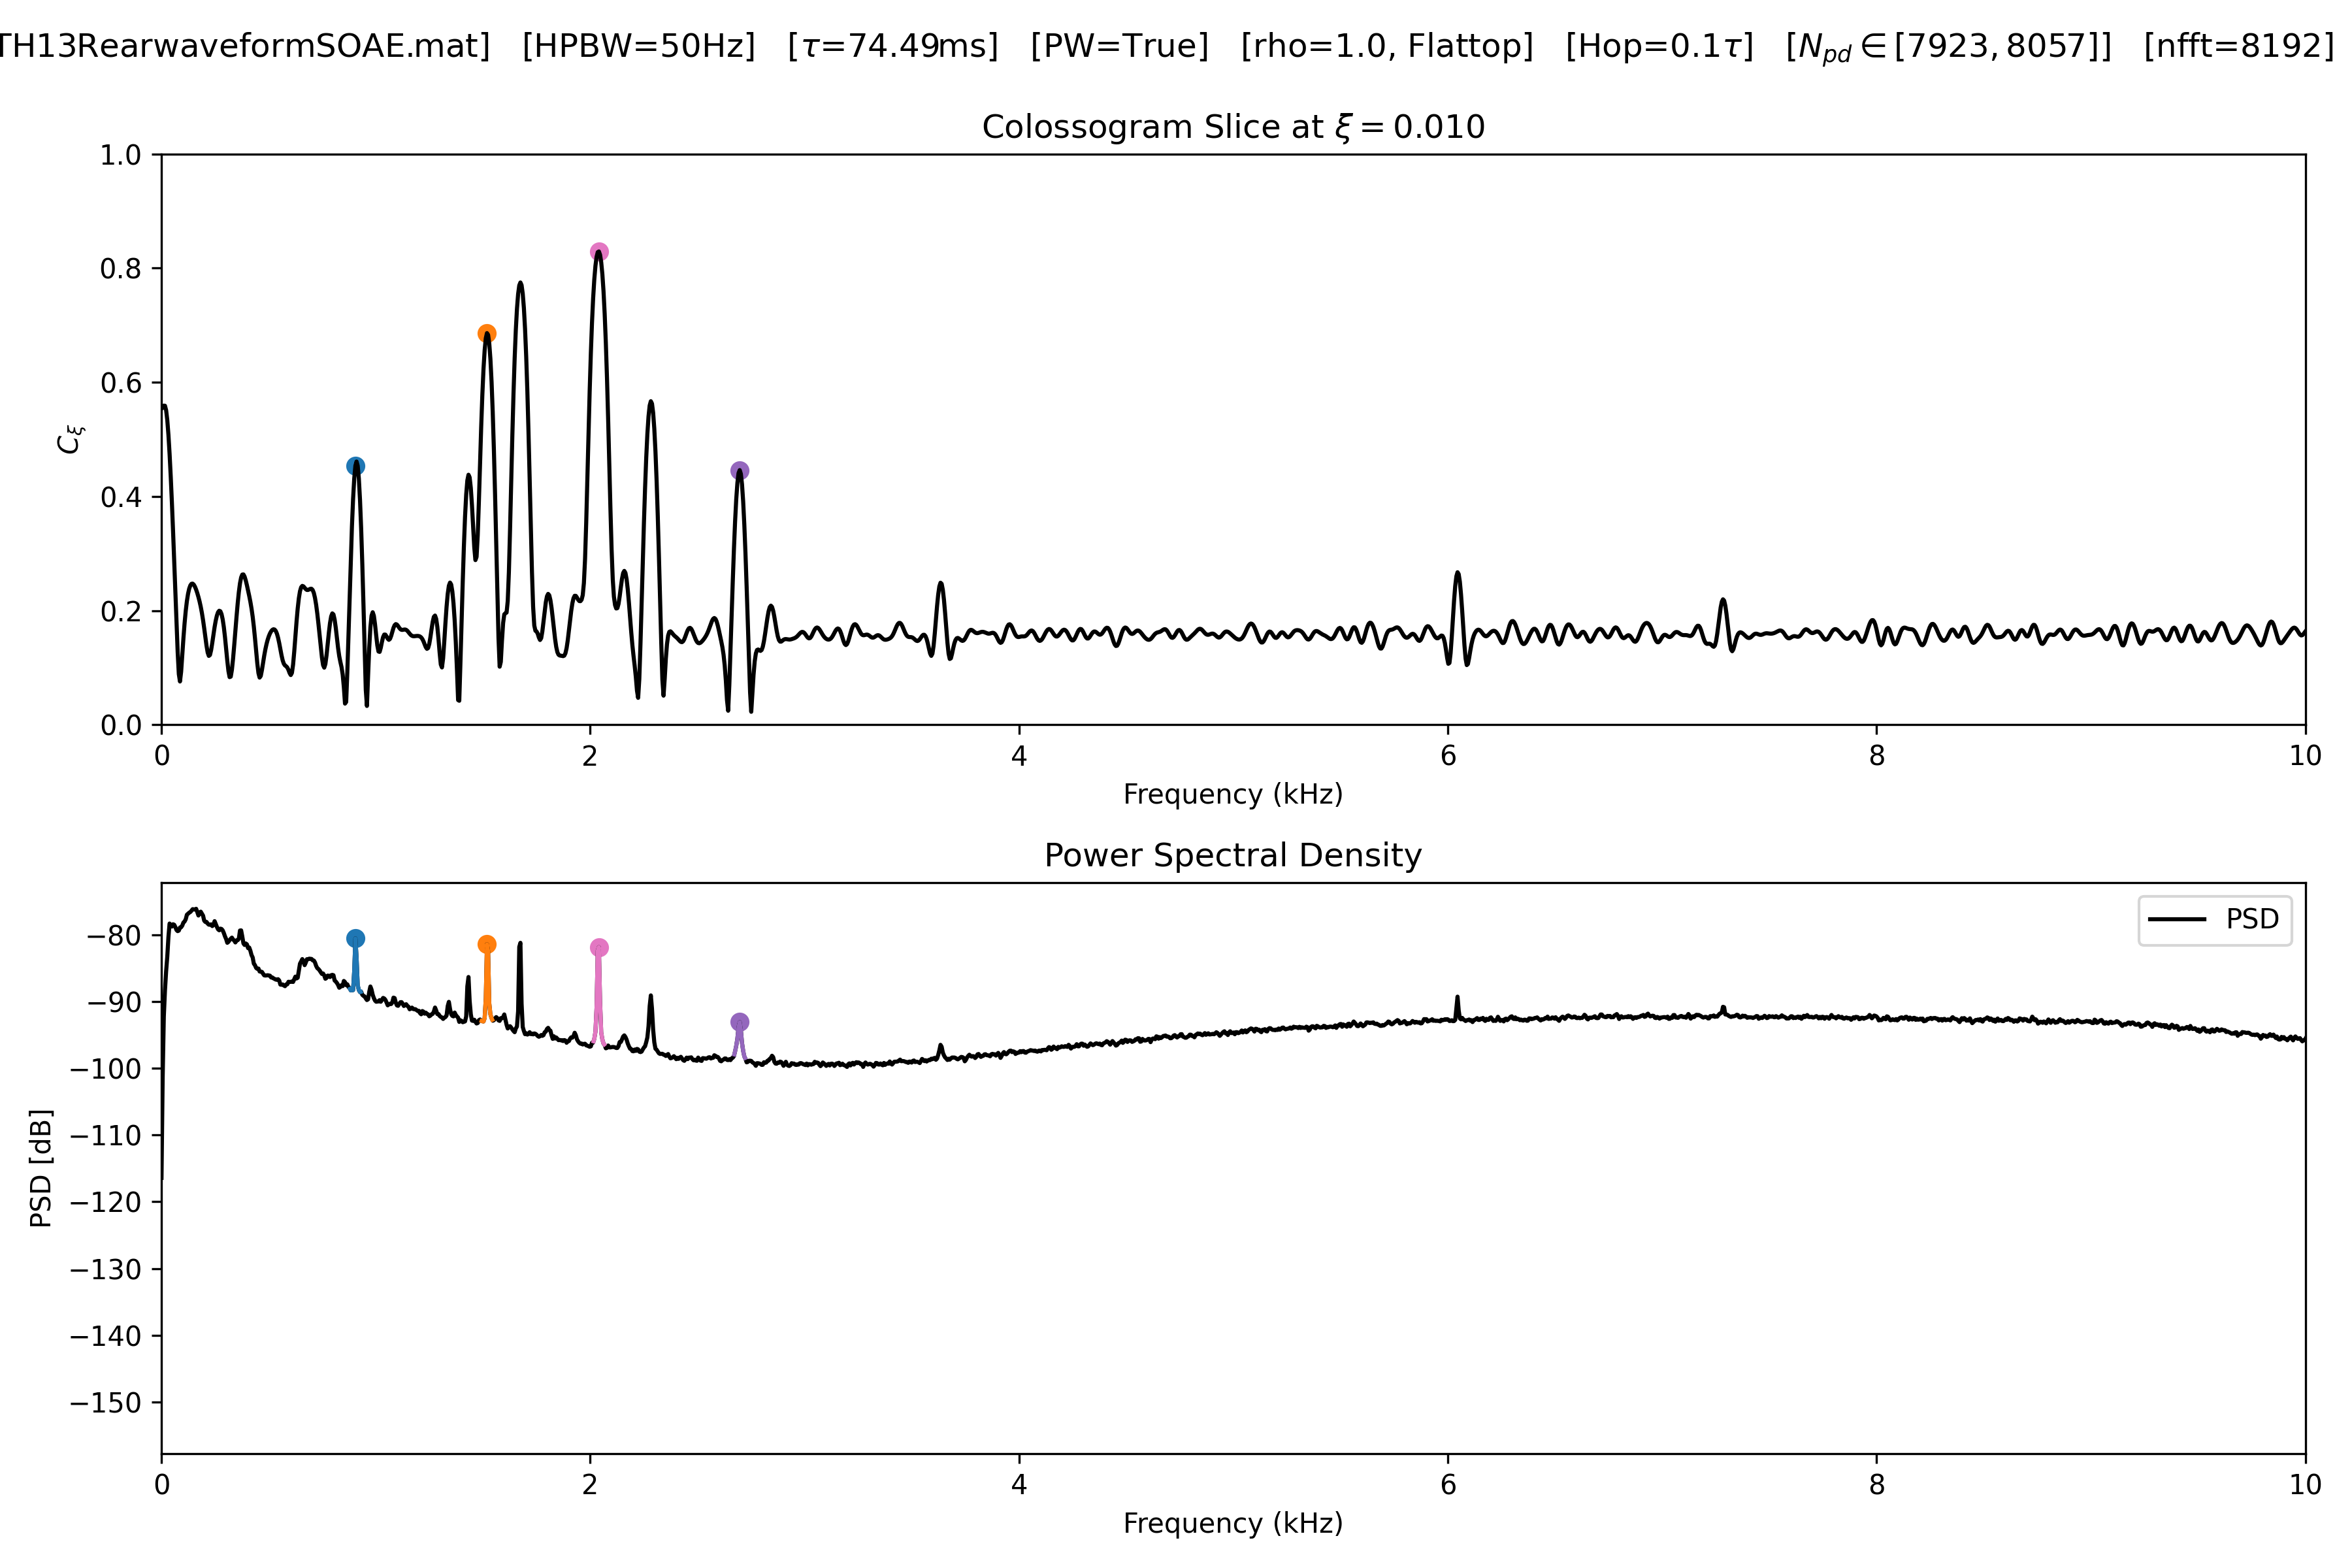 TH13RearwaveformSOAE.mat] [HPBW=50Hz] [τ=74.49ms] [PW=True] [rho=1.0, Flattop] [Hop=0.1τ] [N_pd ∈ [7923, 8057]] [nfft=8192]
Colossogram Slice at ξ = 0.010
1.0
0.8
0.6
0.4
0.2
0.0
C_ξ
0 2 4 6 8 10
Frequency (kHz)
Power Spectral Density
PSD
−80
−90
−100
−110
−120
−130
−140
−150
PSD [dB]
0 2 4 6 8 10
Frequency (kHz)